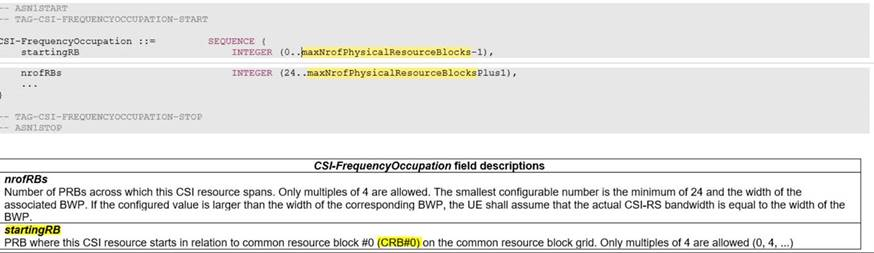 -- ASN1START
-- TAG-CSI-FREQUENCYOCCUPATION-START
CSI-FrequencyOccupation ::= SEQUENCE {
startingRB INTEGER (0..maxNrofPhysicalResourceBlocks-1),
nrofRBs INTEGER (24..maxNrofPhysicalResourceBlocksPlus1),
...
}
-- TAG-CSI-FREQUENCYOCCUPATION-STOP
-- ASN1STOP
CSI-FrequencyOccupation field descriptions
nrofRBs
Number of PRBs across which this CSI resource spans. Only multiples of 4 are allowed. The smallest configurable number is the minimum of 24 and the width of the
associated BWP. If the configured value is larger than the width of the corresponding BWP, the UE shall assume that the actual CSI-RS bandwidth is equal to the width of the
BWP.
startingRB
PRB where this CSI resource starts in relation to common resource block #0 (CRB#0) on the common resource block grid. Only multiples of 4 are allowed (0, 4, ...)